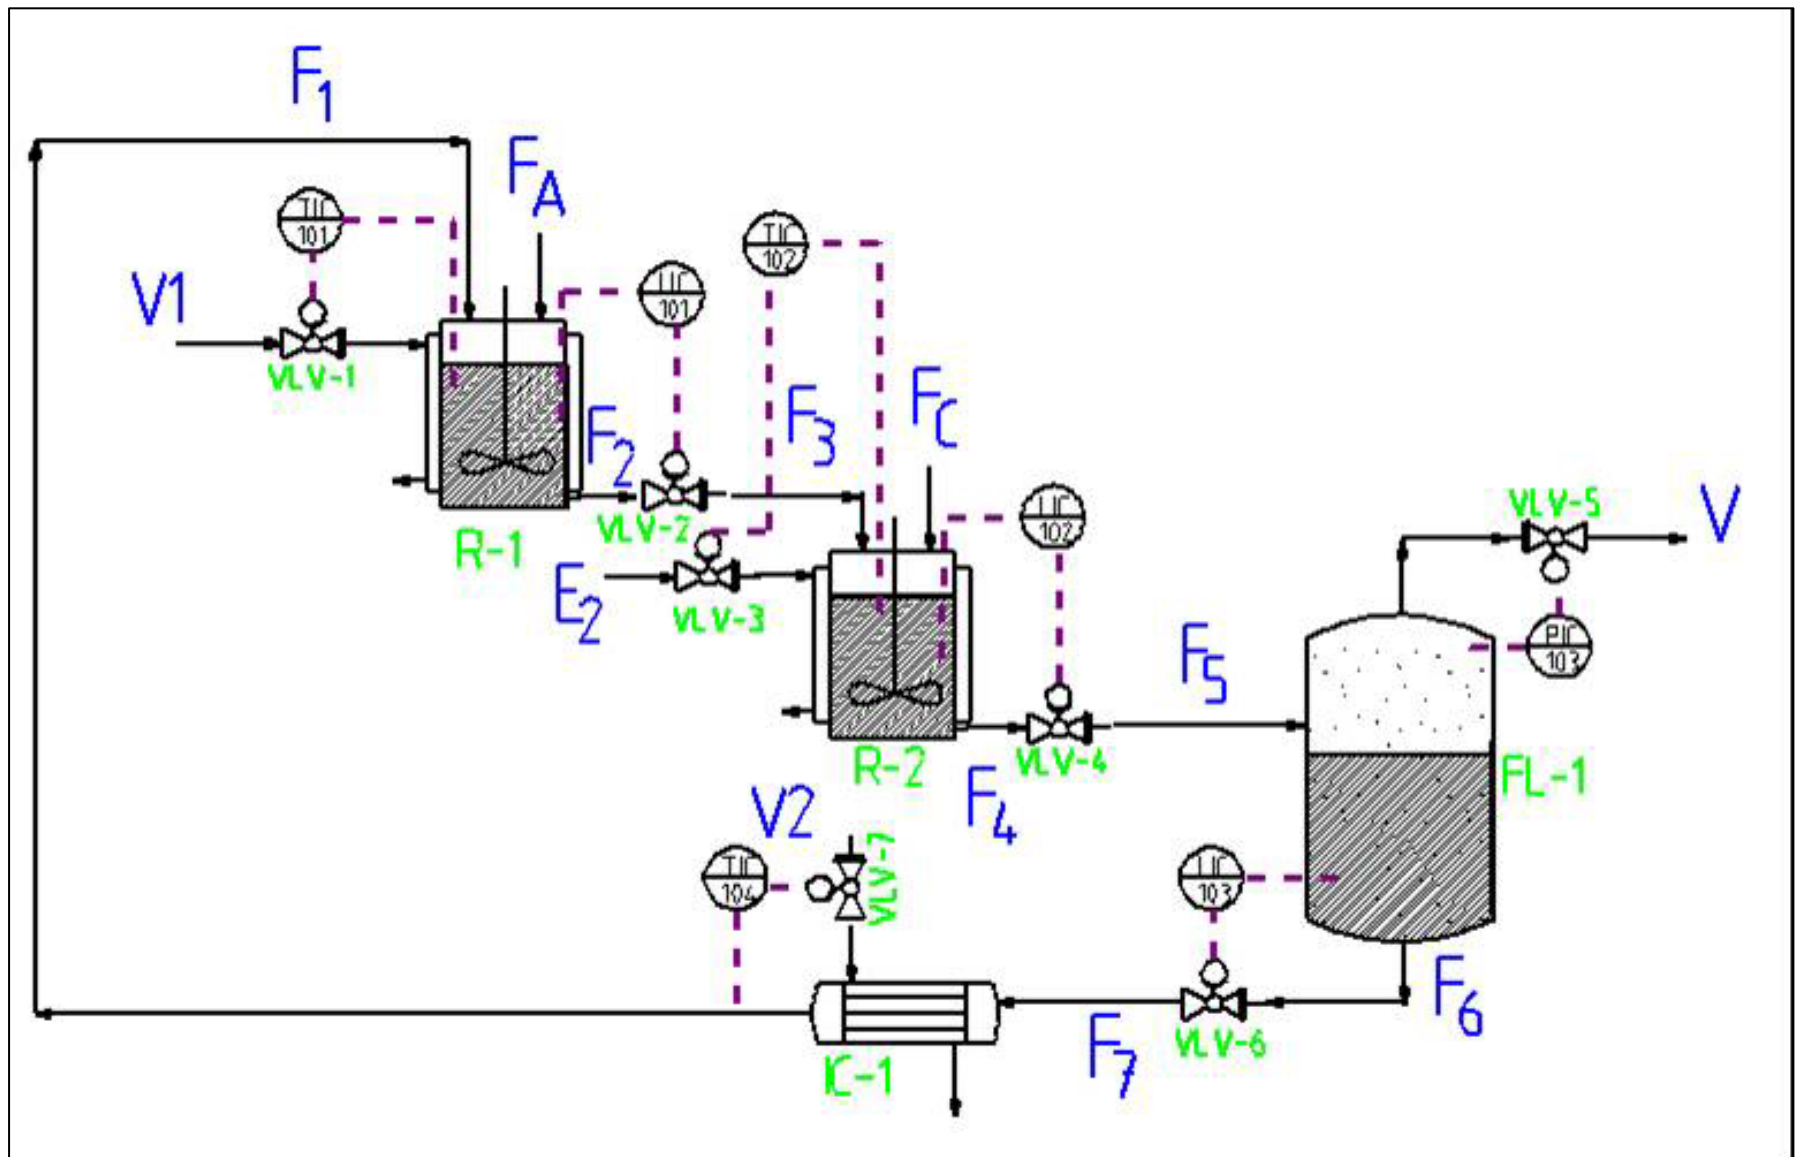 F1
FA
TIC
101
V1
VLV-1
LIC
101
TIC
102
F2
F3
FC
VLV-2
R-1
E2
VLV-3
LIC
102
VLV-5
V
PIC
103
F5
R-2
VLV-4
F4
FL-1
V2
VLV-7
TIC
104
LIC
103
F6
F7
VLV-6
IC-1